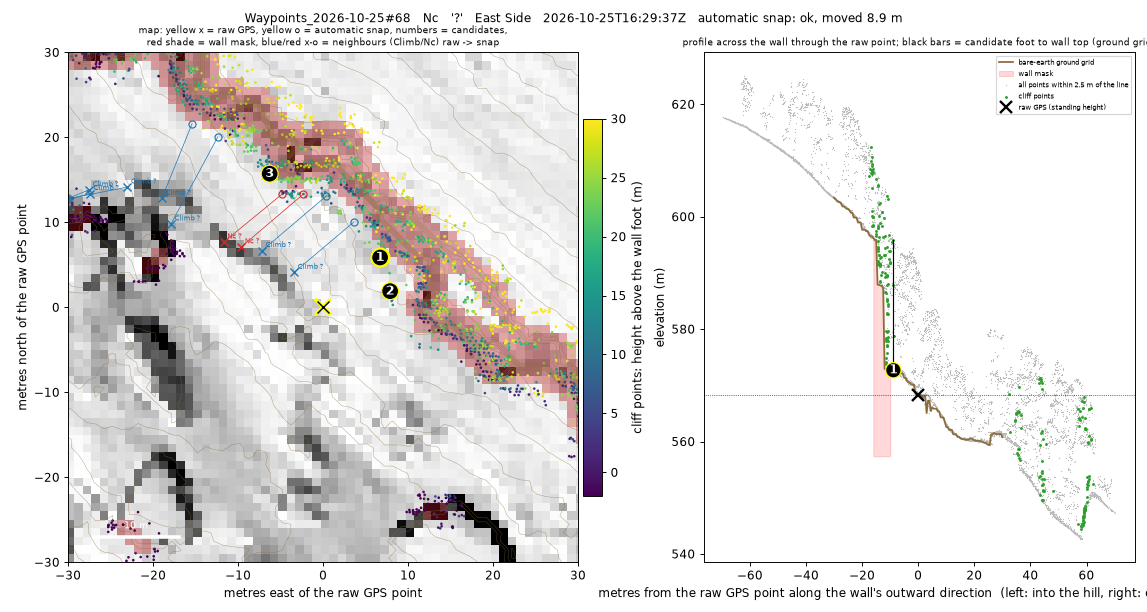 Waypoints_2026-10-25#68 Nc '?' East Side 2026-10-25T16:29:37Z automatic snap: ok, moved 8.9 m
map: yellow x = raw GPS, yellow o = automatic snap, numbers = candidates,
red shade = wall mask, blue/red x-o = neighbours (Climb/Nc) raw -> snap
profile across the wall through the raw point; black bars = candidate foot to wall top (ground gri
30
20
10
0
−10
−20
−30
metres north of the raw GPS point
−30
−20
−10
0
10
20
30
metres east of the raw GPS point
Climb ?
Climb ?
Nc ?
Nc ?
Climb ?
Climb ?
1
2
3
30
25
20
15
10
5
0
cliff points: height above the wall foot (m)
bare-earth ground grid
wall mask
all points within 2.5 m of the line
cliff points
raw GPS (standing height)
1
620
600
580
560
540
elevation (m)
−60
−40
−20
0
20
40
60
metres from the raw GPS point along the wall's outward direction (left: into the hill, right: